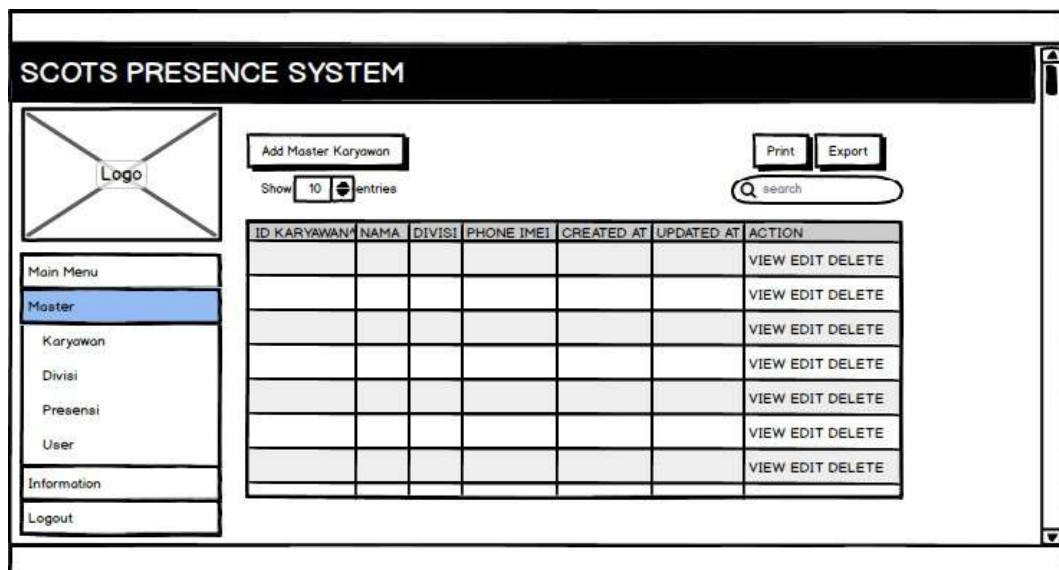 SCOTS PRESENCE SYSTEM
Logo
Main Menu
Master
Karyawan
Divisi
Presensi
User
Information
Logout
Add Master Karyawan
Print Export
Show 10 entries
search
ID KARYAWAN^ NAMA DIVISI PHONE IMEI CREATED AT UPDATED AT ACTION
VIEW EDIT DELETE
VIEW EDIT DELETE
VIEW EDIT DELETE
VIEW EDIT DELETE
VIEW EDIT DELETE
VIEW EDIT DELETE
VIEW EDIT DELETE